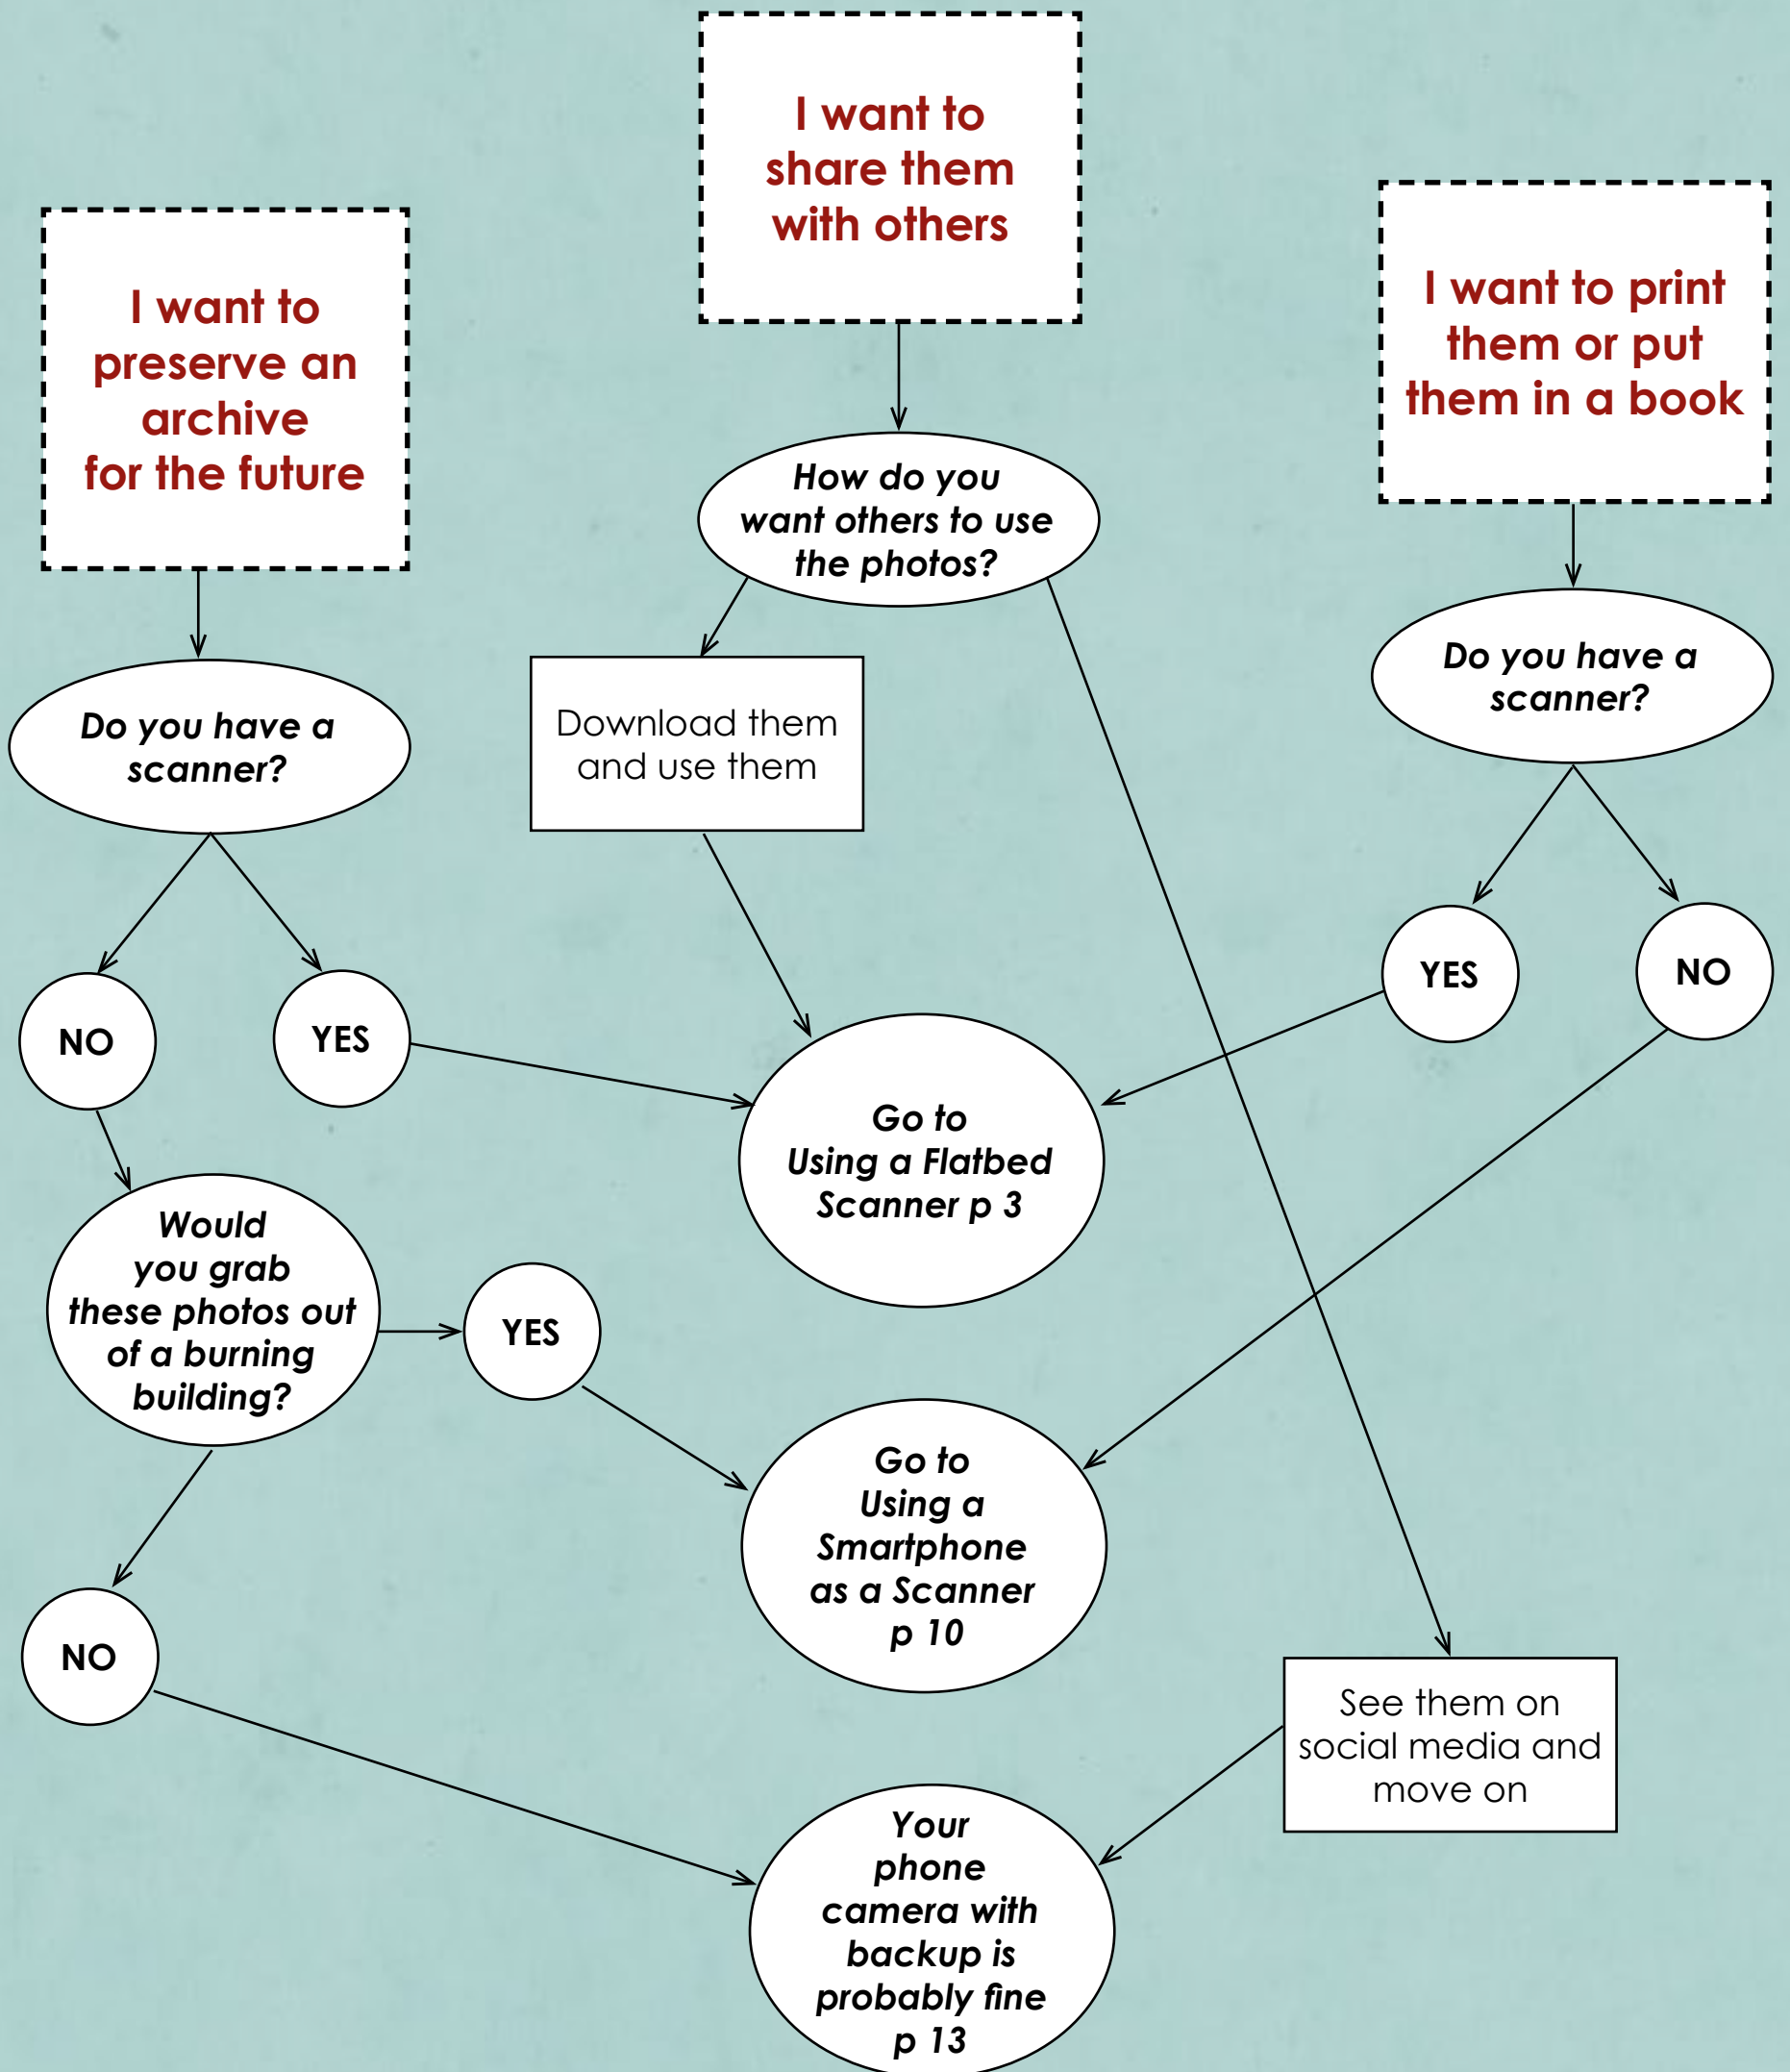 I want to
share them
with others
I want to
preserve an
archive
for the future
I want to print
them or put
them in a book
How do you
want others to use
the photos?
Do you have a
scanner?
Download them
and use them
Do you have a
scanner?
NO
YES
YES
NO
Go to
Using a Flatbed
Scanner p 3
Would
you grab
these photos out
of a burning
building?
YES
Go to
Using a
Smartphone
as a Scanner
p 10
NO
See them on
social media and
move on
Your
phone
camera with
backup is
probably fine
p 13